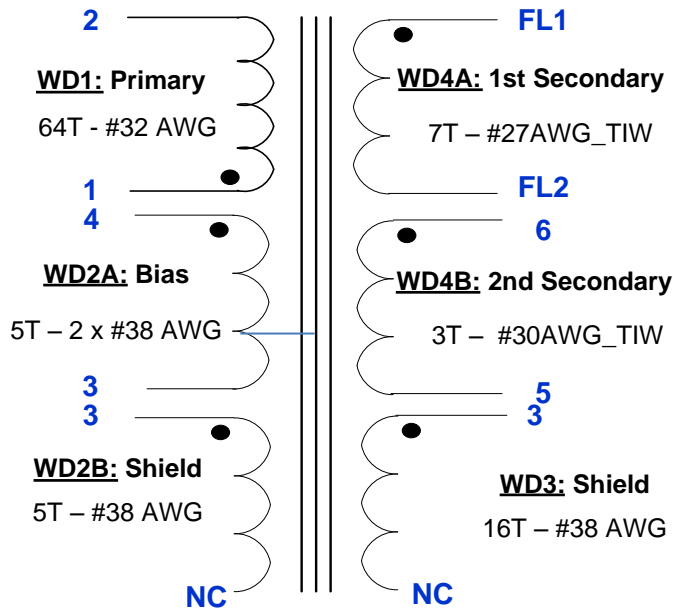 2
WD1: Primary
64T - #32 AWG
1
4
WD2A: Bias
5T – 2 x #38 AWG
3
3
WD2B: Shield
5T – #38 AWG
NC
FL1
WD4A: 1st Secondary
7T – #27AWG_TIW
FL2
6
WD4B: 2nd Secondary
3T – #30AWG_TIW
5
3
WD3: Shield
16T – #38 AWG
NC